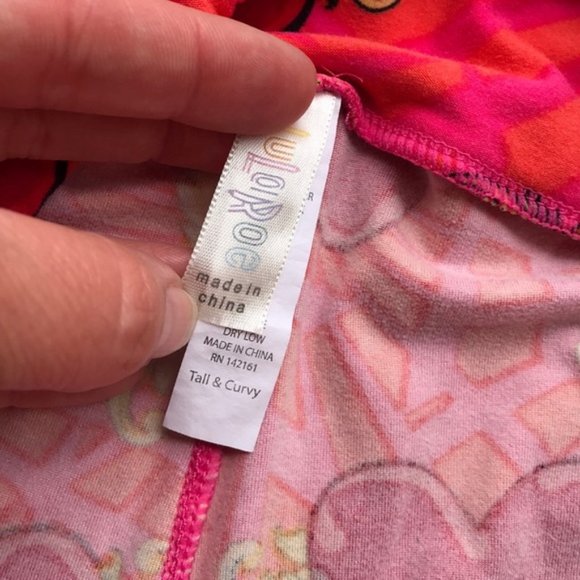 LuLaRoe
made in
china
R
DRY LOW
MADE IN CHINA
RN 142161
Tall & Curvy